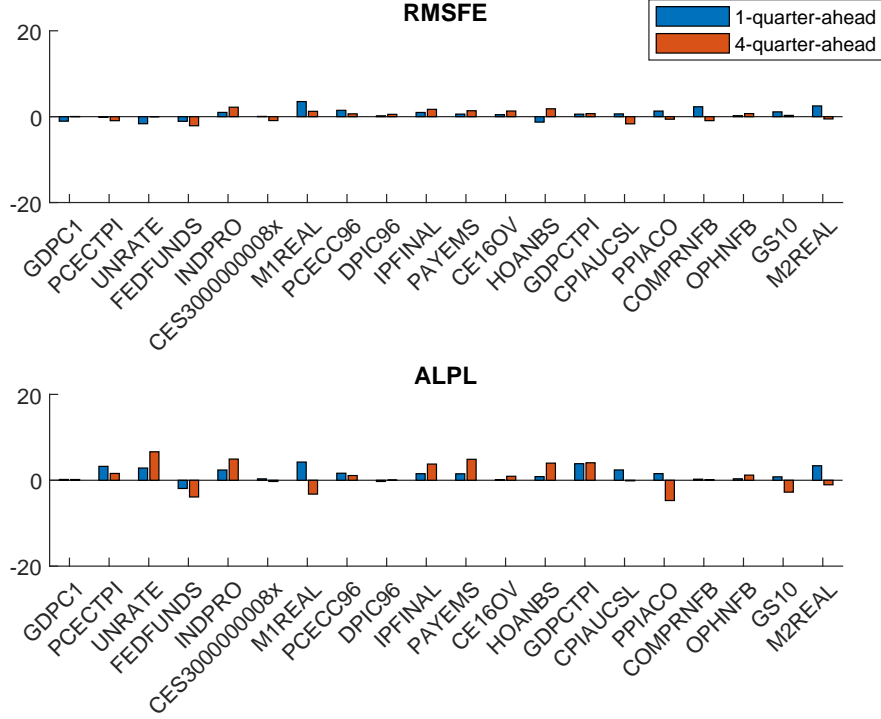 RMSFE
1-quarter-ahead
4-quarter-ahead
20
0
-20
GDPC1
PCECTPI
UNRATE
FEDFUNDS
INDPRO
CES3000000008x
M1REAL
PCECC96
DPIC96
IPFINAL
PAYEMS
CE16OV
HOANBS
GDPCTPI
CPIAUCSL
PPIACO
COMPRNFB
OPHNFB
GS10
M2REAL
ALPL
20
0
-20
GDPC1
PCECTPI
UNRATE
FEDFUNDS
INDPRO
CES3000000008x
M1REAL
PCECC96
DPIC96
IPFINAL
PAYEMS
CE16OV
HOANBS
GDPCTPI
CPIAUCSL
PPIACO
COMPRNFB
OPHNFB
GS10
M2REAL